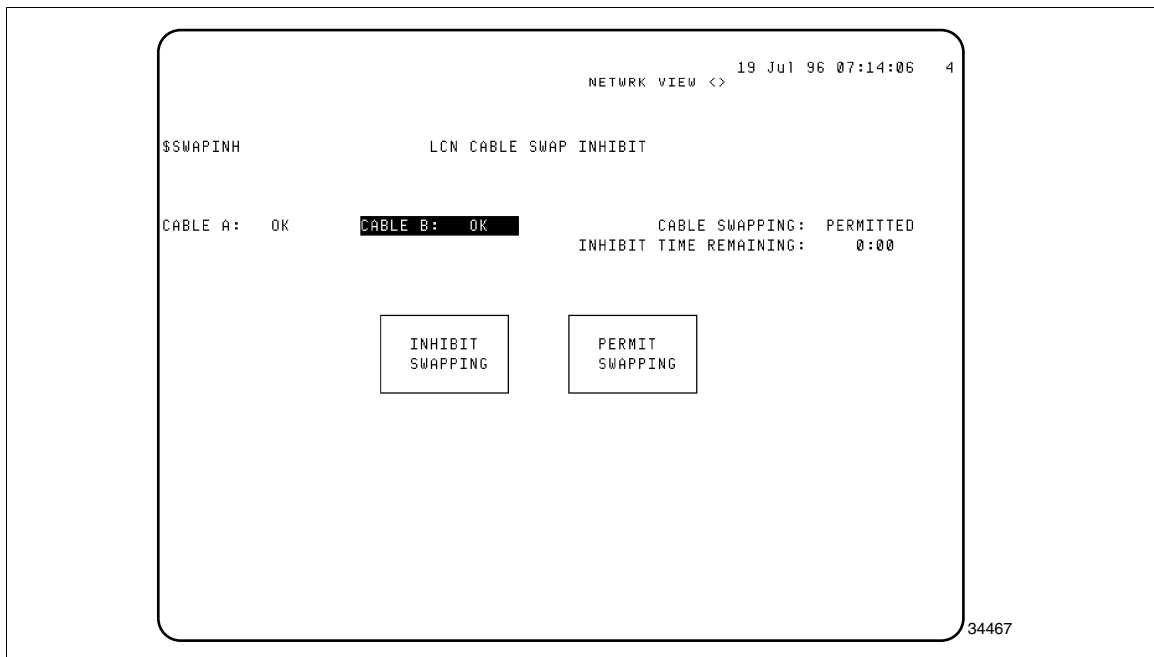 19 Jul 96 07:14:06 4
NETWRK VIEW <>
$SWAPINH LCN CABLE SWAP INHIBIT
CABLE A: OK CABLE B: OK CABLE SWAPPING: PERMITTED
INHIBIT TIME REMAINING: 0:00
INHIBIT
SWAPPING
PERMIT
SWAPPING
34467